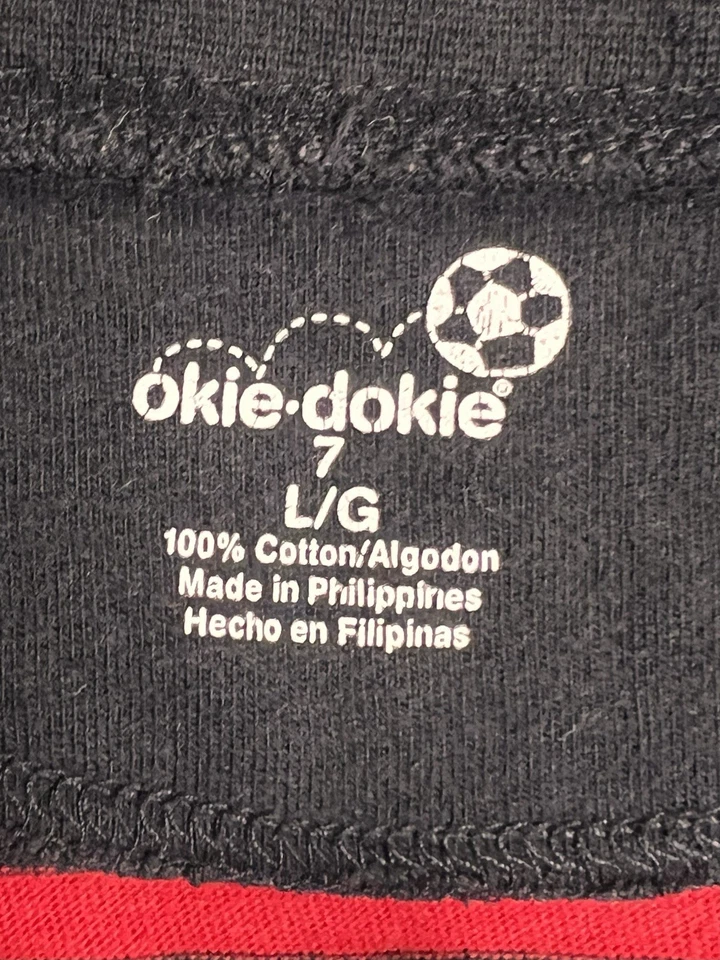 okie·dokie®
7
L/G
100% Cotton/Algodon
Made in Philippines
Hecho en Filipinas